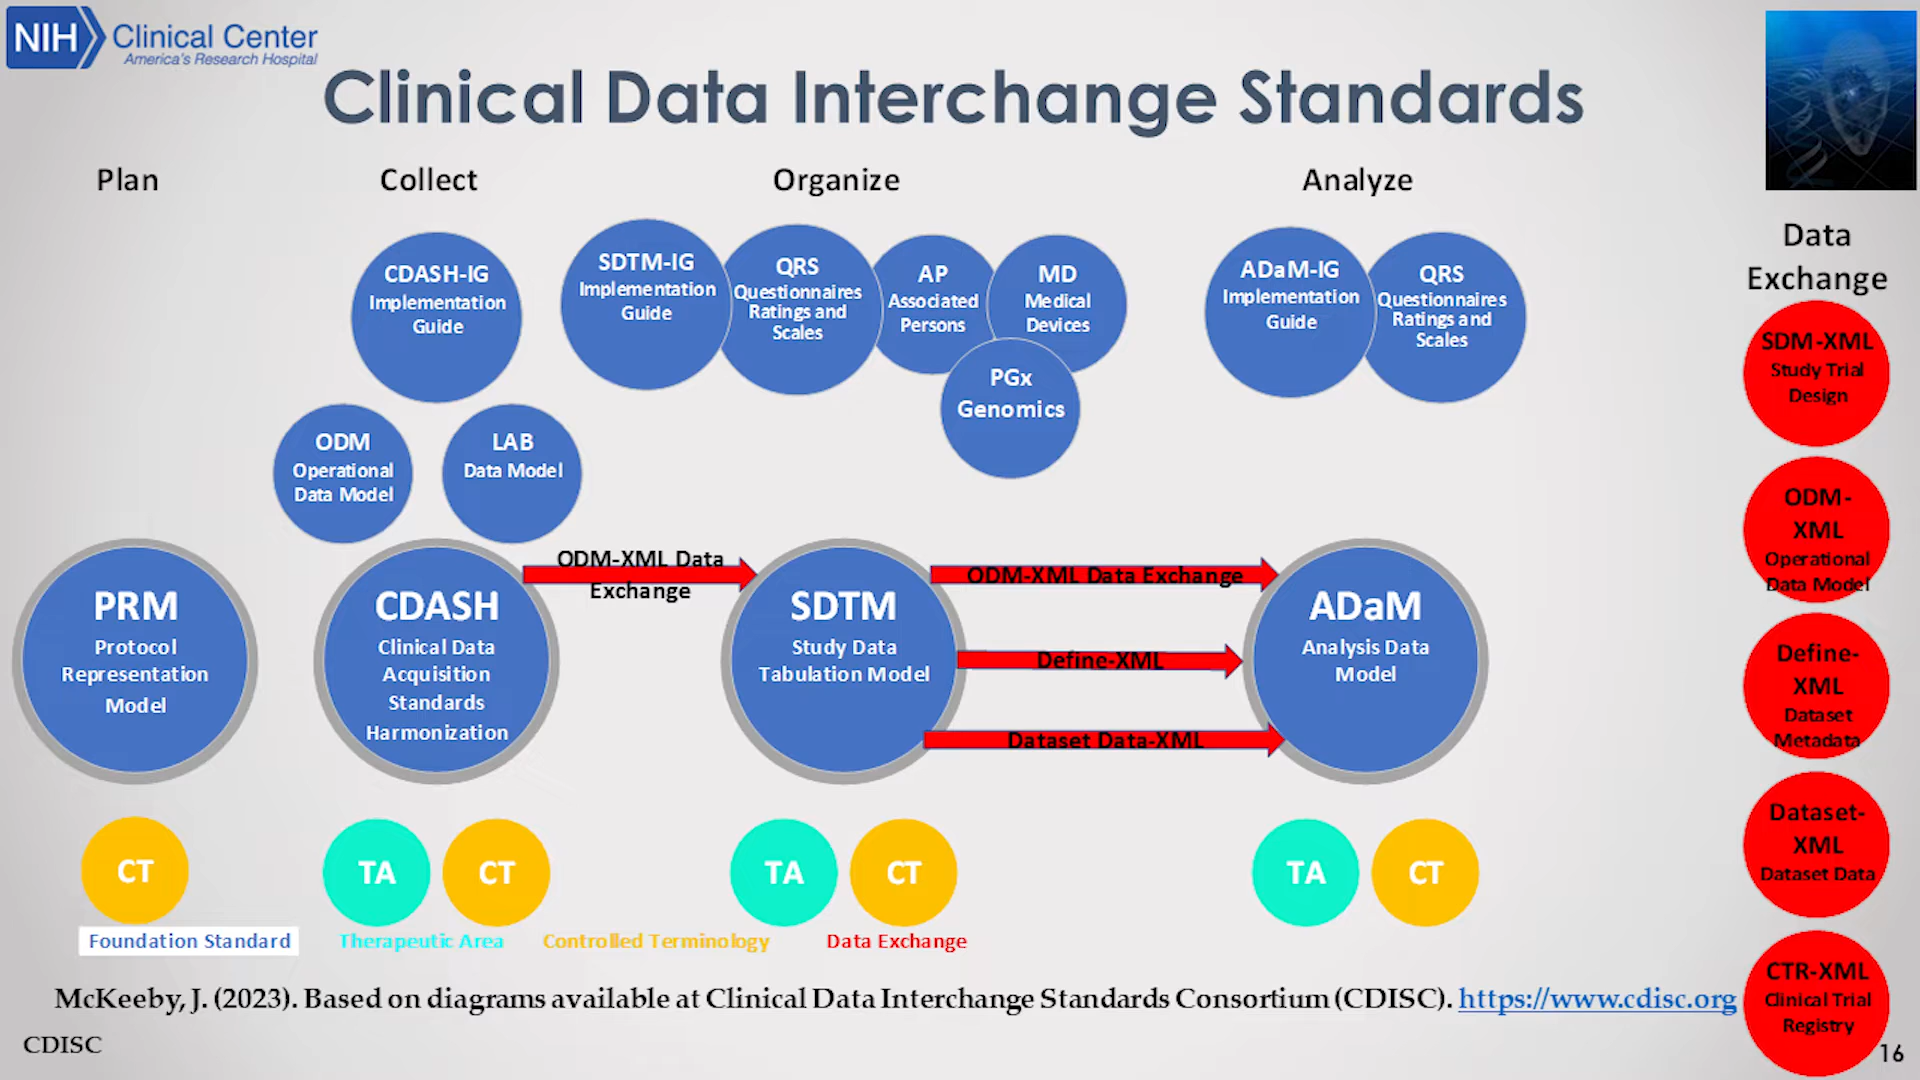 NIH Clinical Center
America's Research Hospital
Clinical Data Interchange Standards
Plan
Collect
Organize
Analyze
Data
Exchange
CDASH-IG
Implementation
Guide
SDTM-IG
Implementation
Guide
QRS
Questionnaires
Ratings and
Scales
AP
Associated
Persons
MD
Medical
Devices
PGx
Genomics
ADaM-IG
Implementation
Guide
QRS
Questionnaires
Ratings and
Scales
ODM
Operational
Data Model
LAB
Data Model
PRM
Protocol
Representation
Model
CDASH
Clinical Data
Acquisition
Standards
Harmonization
ODM-XML Data
Exchange
SDTM
Study Data
Tabulation Model
ODM-XML Data Exchange
Define-XML
Dataset Data-XML
ADaM
Analysis Data
Model
SDM-XML
Study Trial
Design
ODM-
XML
Operational
Data Model
Define-
XML
Dataset
Metadata
Dataset-
XML
Dataset Data
CTR-XML
Clinical Trial
Registry
CT
TA
CT
TA
CT
TA
CT
Foundation Standard
Therapeutic Area
Controlled Terminology
Data Exchange
McKeeby, J. (2023). Based on diagrams available at Clinical Data Interchange Standards Consortium (CDISC). https://www.cdisc.org
CDISC
16